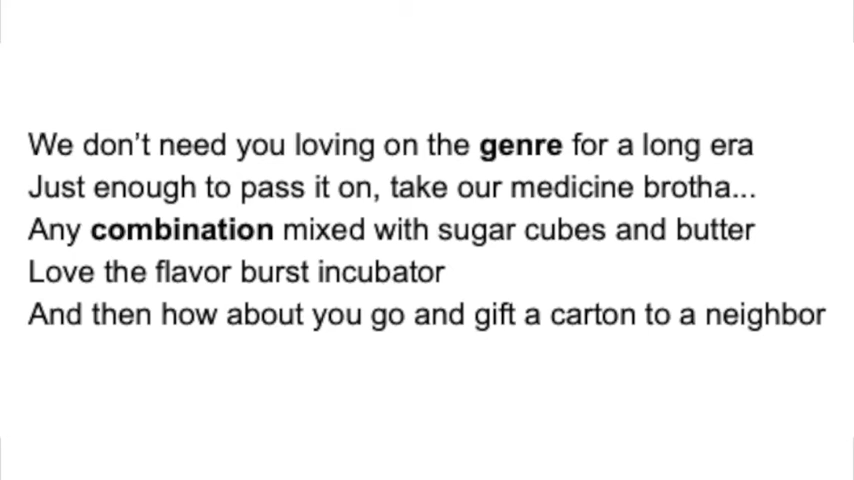 We don’t need you loving on the genre for a long era
Just enough to pass it on, take our medicine brotha...
Any combination mixed with sugar cubes and butter
Love the flavor burst incubator
And then how about you go and gift a carton to a neighbor